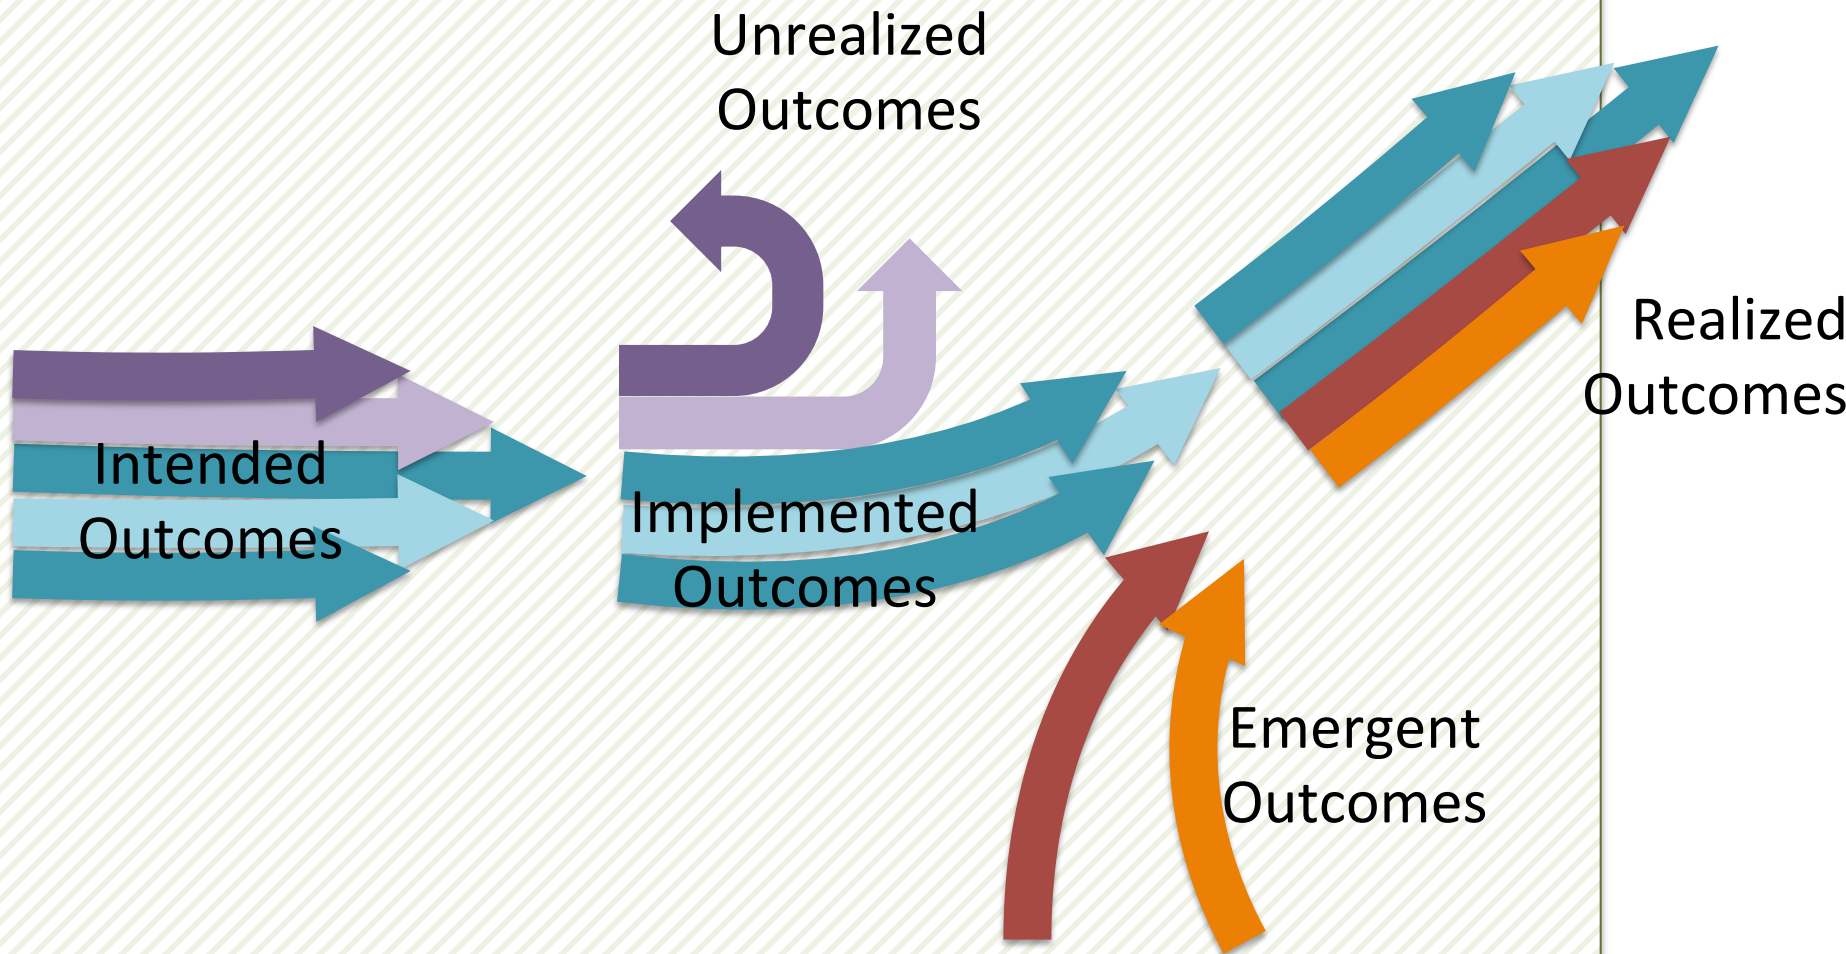 Unrealized
Outcomes
Intended
Outcomes
Implemented
Outcomes
Realized
Outcomes
Emergent
Outcomes